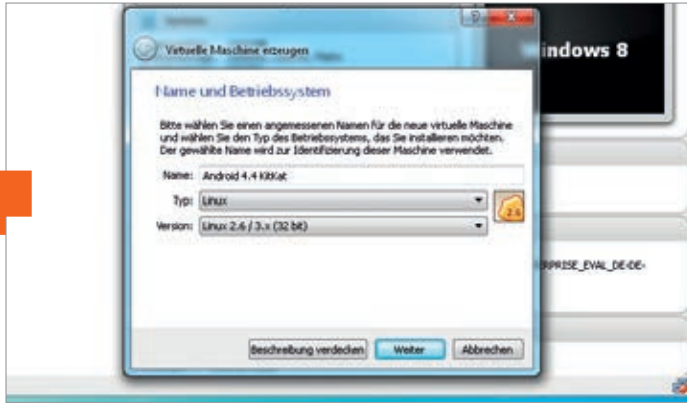 Virtuelle Maschine erzeugen
indows 8
Name und Betriebssystem
Bitte wählen Sie einen angemessenen Namen für die neue virtuelle Maschine
und wählen Sie den Typ des Betriebssystems, das Sie installieren möchten.
Der gewählte Name wird zur Identifizierung dieser Maschine verwendet.
Name: Android 4.4 KitKat
Typ: Linux
2.6
Version: Linux 2.6 / 3.x (32 bit)
ERPRISE_EVAL_DE-DE-
Beschreibung verdecken Weiter Abbrechen